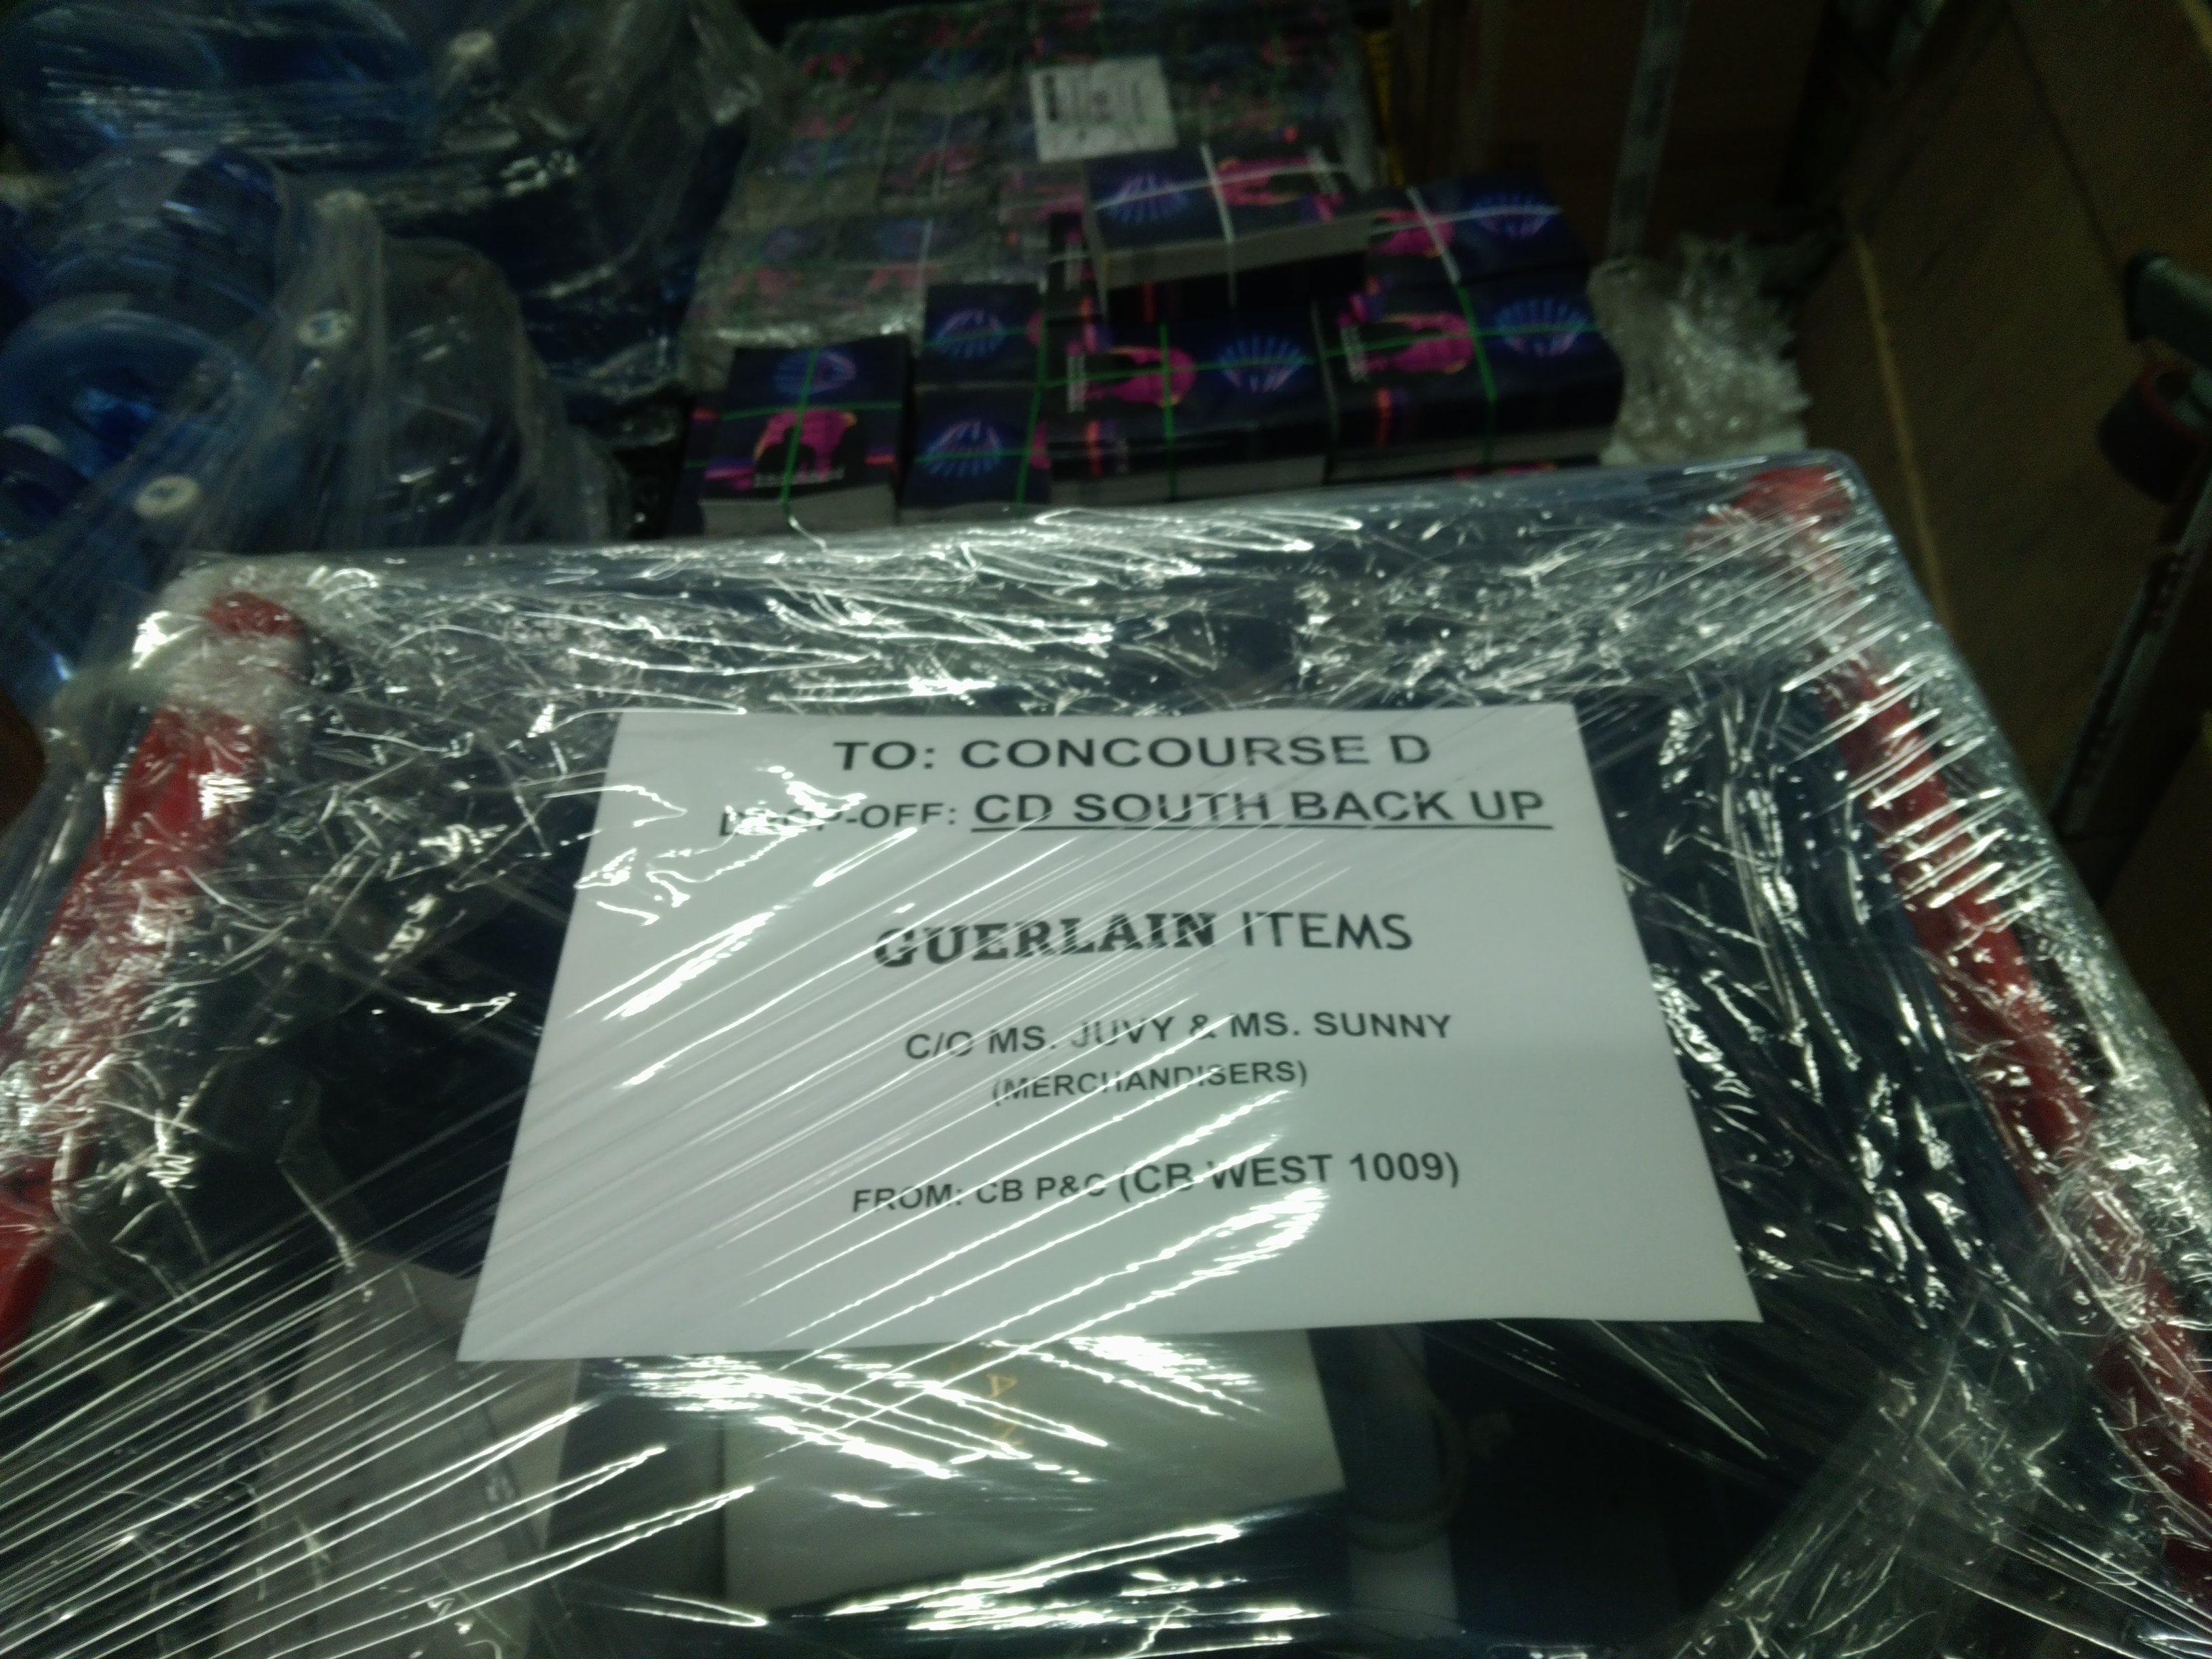 TO: CONCOURSE D
DROP-OFF: CD SOUTH BACK UP
GUERLAIN ITEMS
C/O MS. JUVY & MS. SUNNY
(MERCHANDISERS)
FROM: CB P&C (CB WEST 1009)